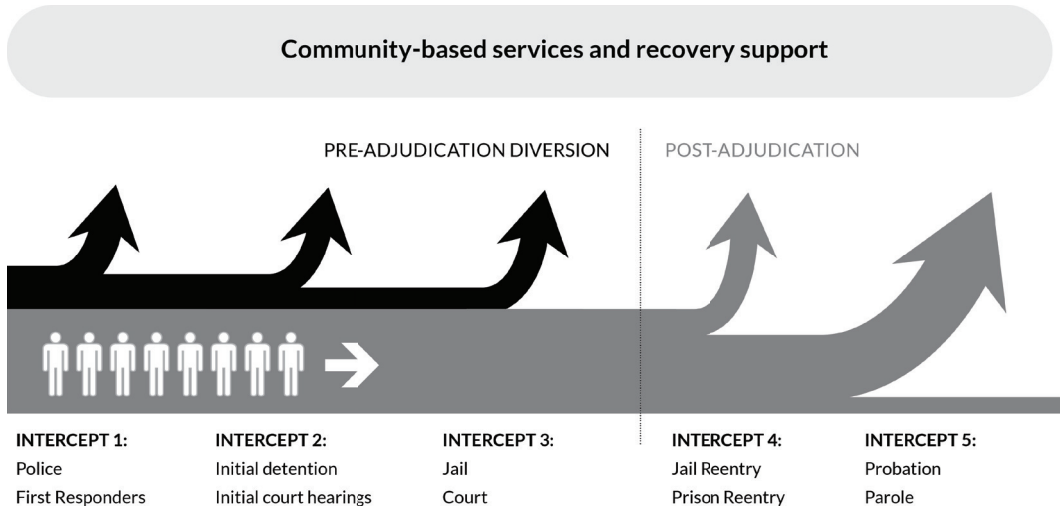 Community-based services and recovery support
PRE-ADJUDICATION DIVERSION
POST-ADJUDICATION
INTERCEPT 1:
Police
First Responders
INTERCEPT 2:
Initial detention
Initial court hearings
INTERCEPT 3:
Jail
Court
INTERCEPT 4:
Jail Reentry
Prison Reentry
INTERCEPT 5:
Probation
Parole